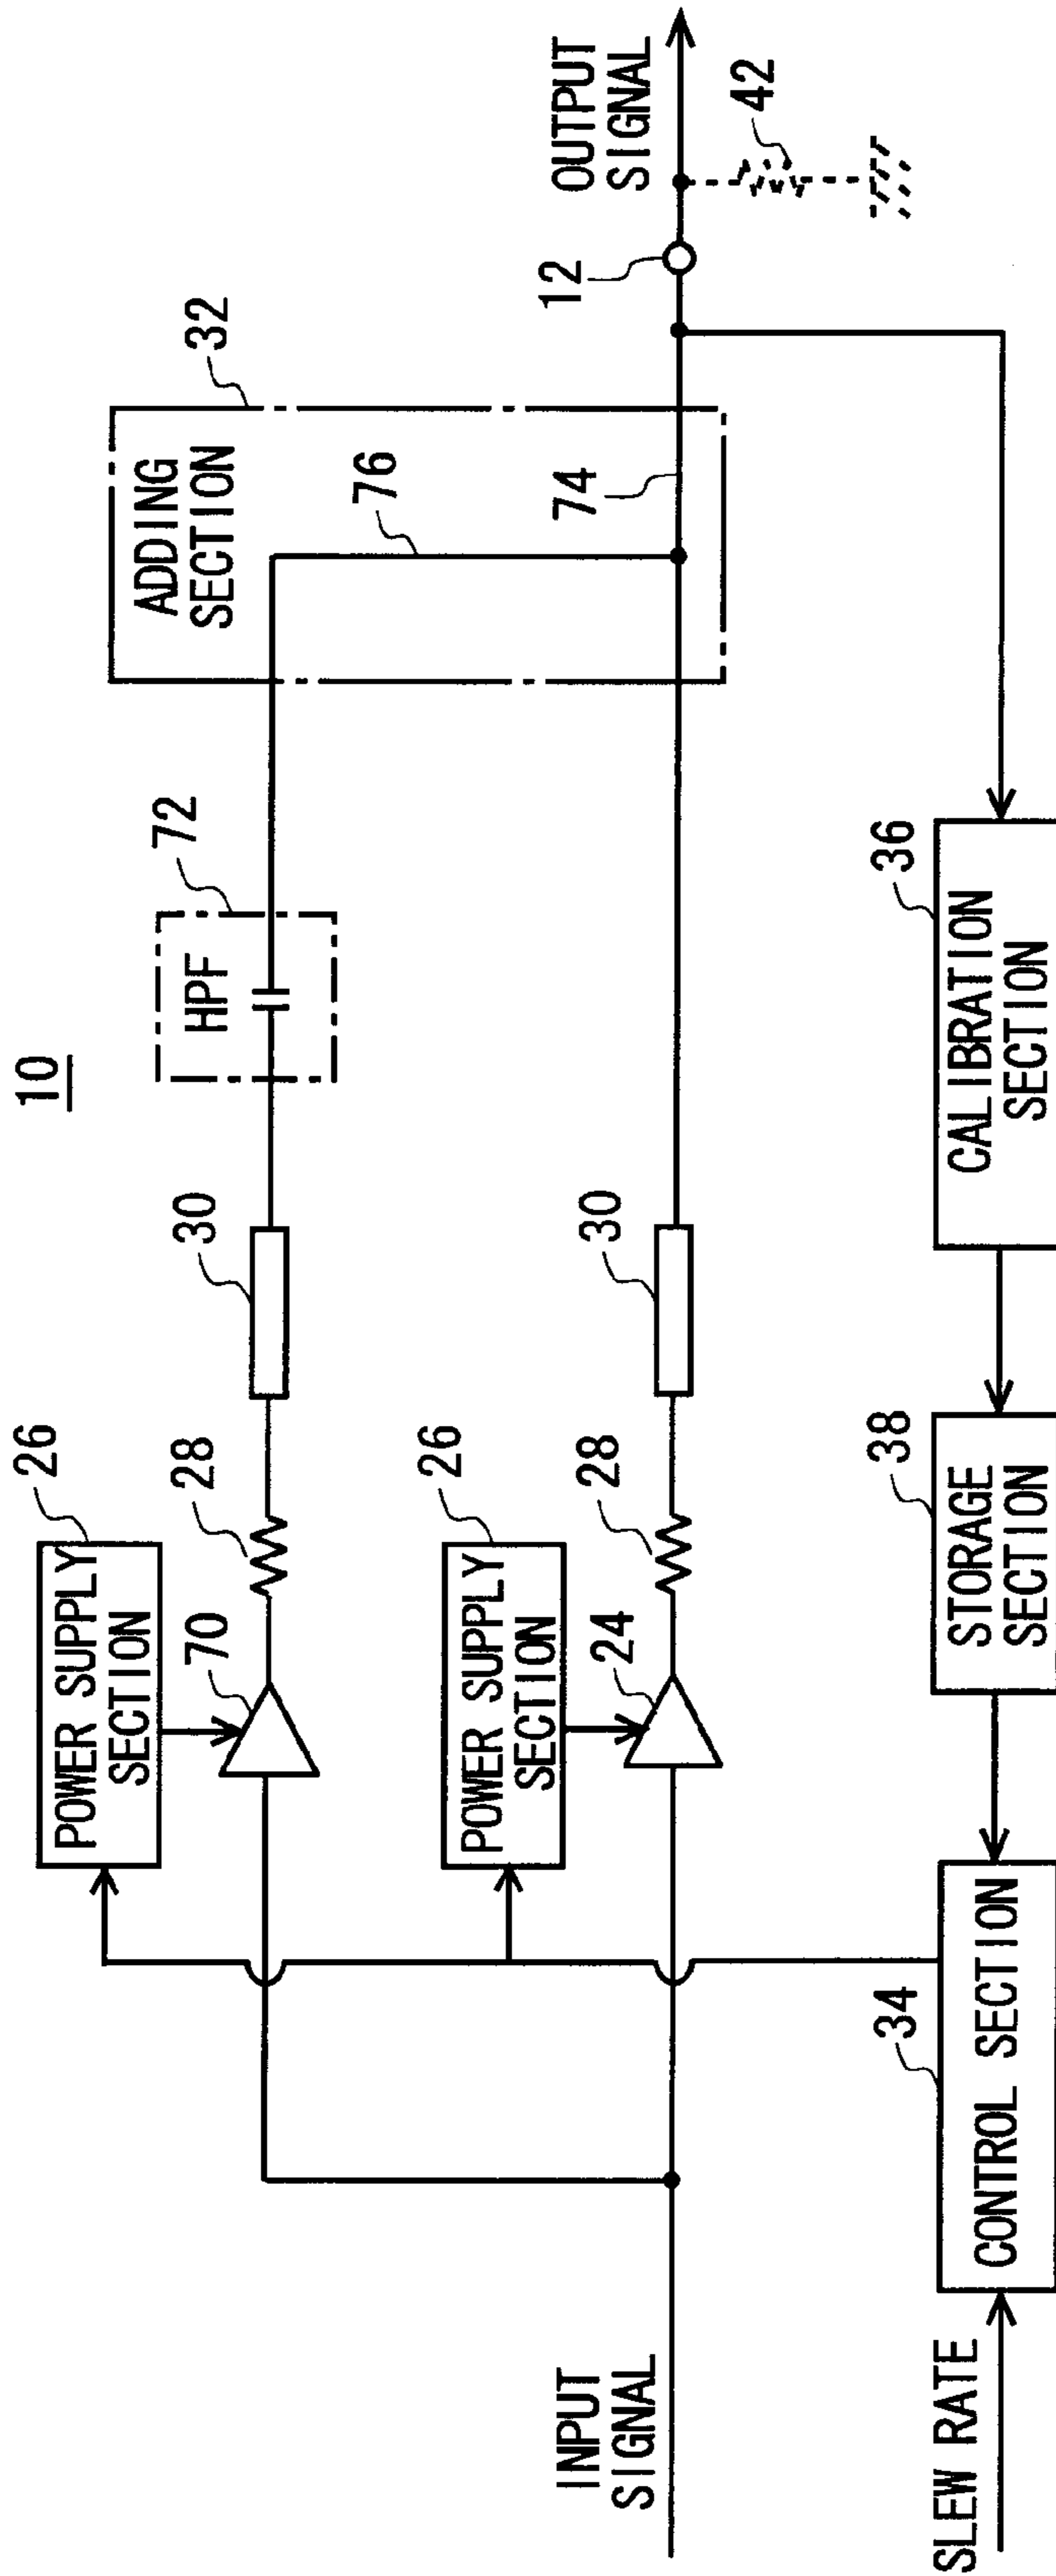 10
POWER SUPPLY
SECTION
26
70
28
30
HPF
72
ADDING
SECTION
32
76
POWER SUPPLY
SECTION
26
24
28
30
74
12
OUTPUT
SIGNAL
42
INPUT
SIGNAL
SLEW RATE
CONTROL SECTION
34
STORAGE
SECTION
38
CALIBRATION
SECTION
36